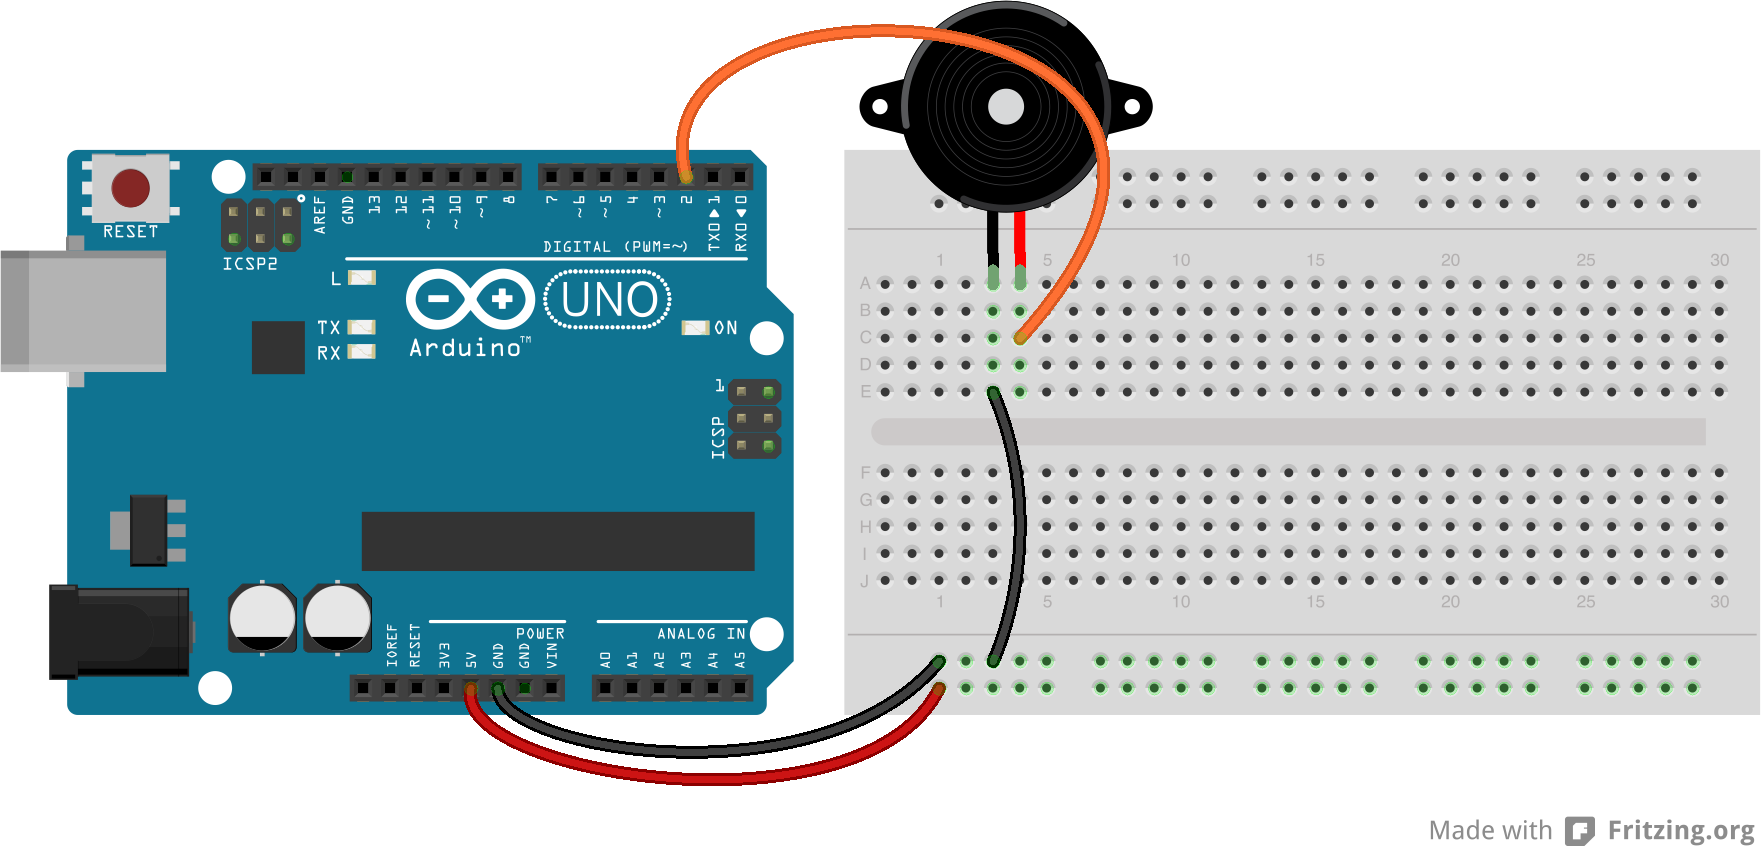 RESET
ICSP2
AREF
GND
13
12
~11
~10
~9
8
7
~6
~5
4
~3
2
TX0▶1
RX0◀0
DIGITAL (PWM=~)
L
TX
RX
UNO
ON
Arduino™
1
ICSP
IOREF
RESET
3V3
5V
GND
GND
VIN
POWER
ANALOG IN
A0
A1
A2
A3
A4
A5
1 5 10 15 20 25 30
A
B
C
D
E
F
G
H
I
J
1 5 10 15 20 25 30
Made with Fritzing.org